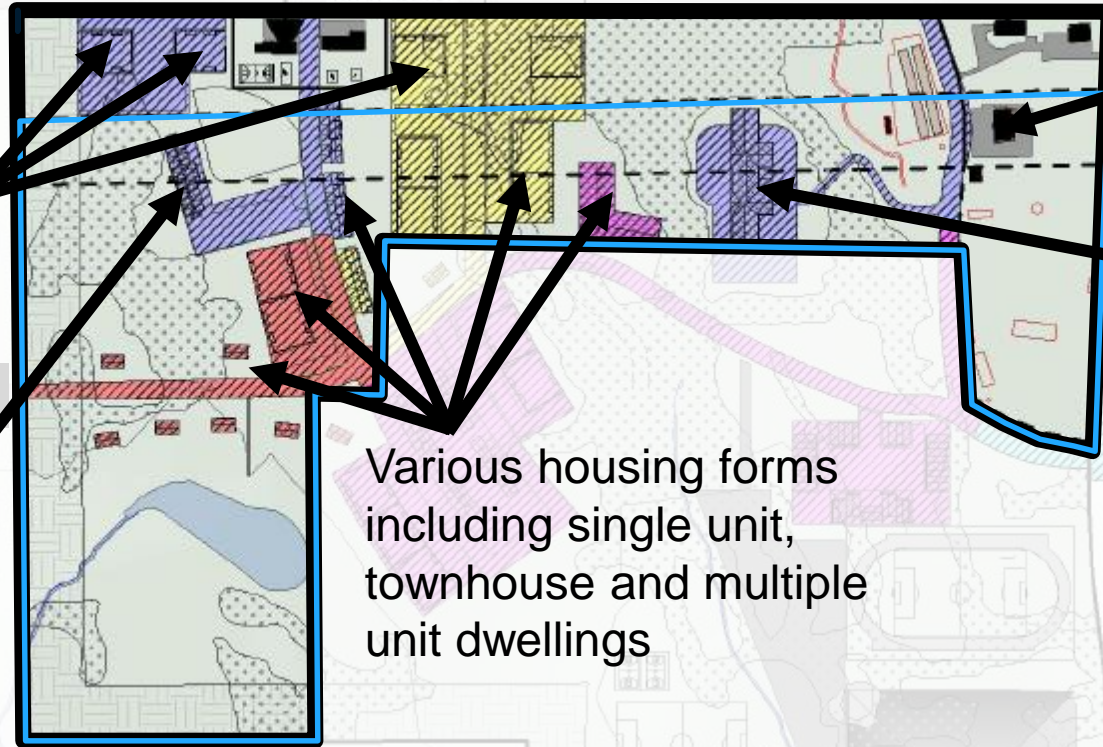 Various housing forms
including single unit,
townhouse and multiple
unit dwellings